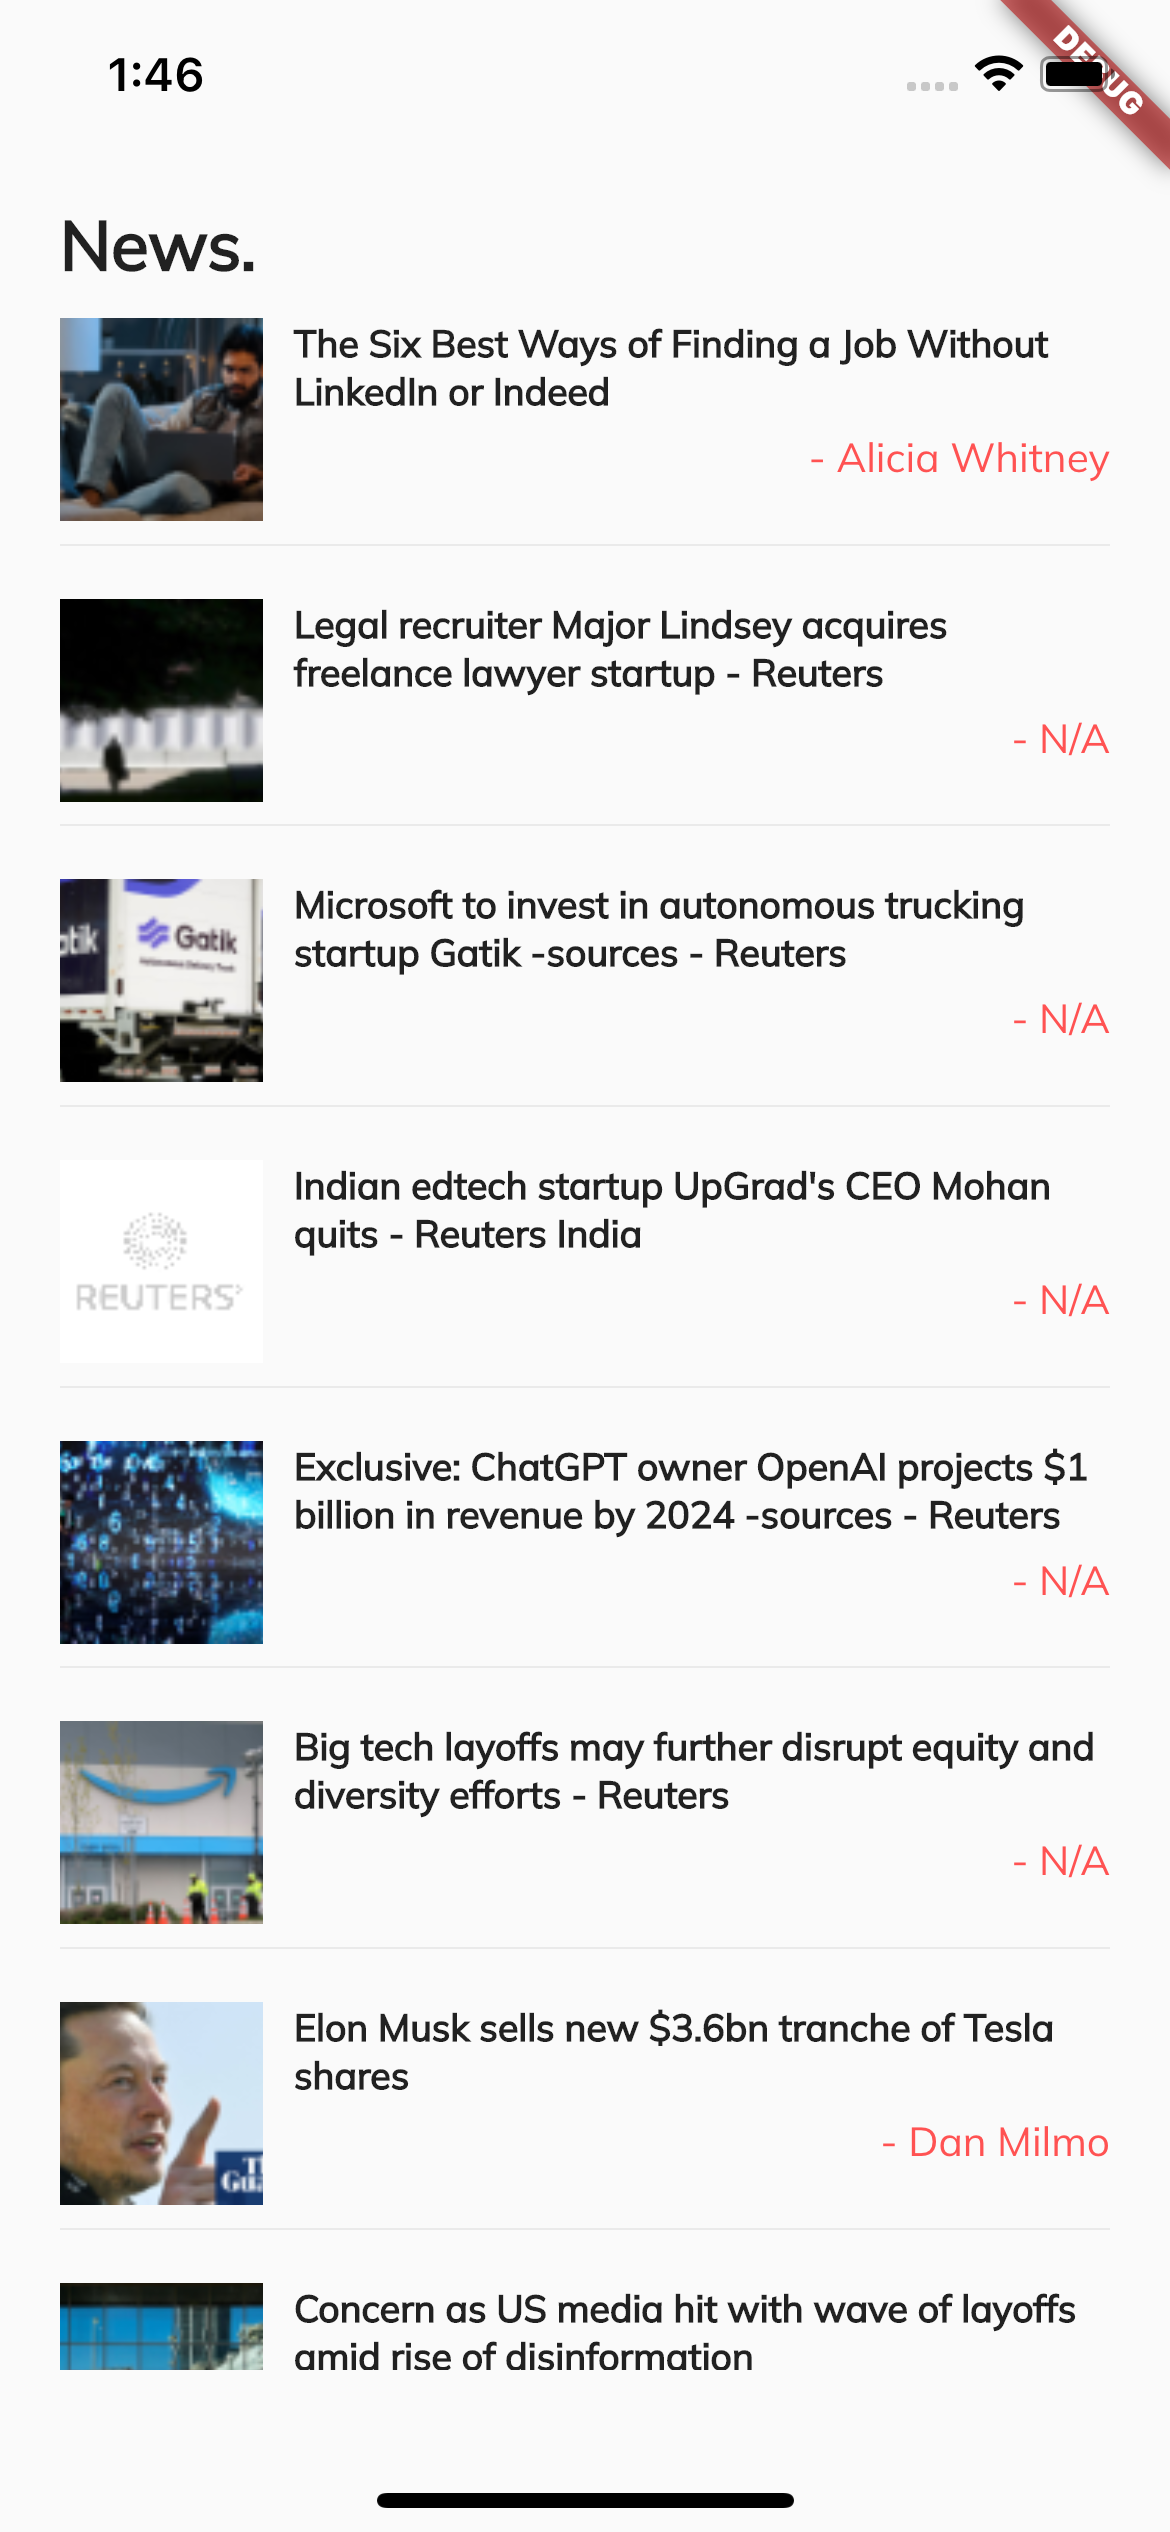 1:46
DEBUG
News.
The Six Best Ways of Finding a Job Without
LinkedIn or Indeed
- Alicia Whitney
Legal recruiter Major Lindsey acquires
freelance lawyer startup - Reuters
- N/A
Gatik
Microsoft to invest in autonomous trucking
startup Gatik -sources - Reuters
- N/A
REUTERS
Indian edtech startup UpGrad's CEO Mohan
quits - Reuters India
- N/A
Exclusive: ChatGPT owner OpenAI projects $1
billion in revenue by 2024 -sources - Reuters
- N/A
Big tech layoffs may further disrupt equity and
diversity efforts - Reuters
- N/A
Elon Musk sells new $3.6bn tranche of Tesla
shares
- Dan Milmo
Concern as US media hit with wave of layoffs
amid rise of disinformation